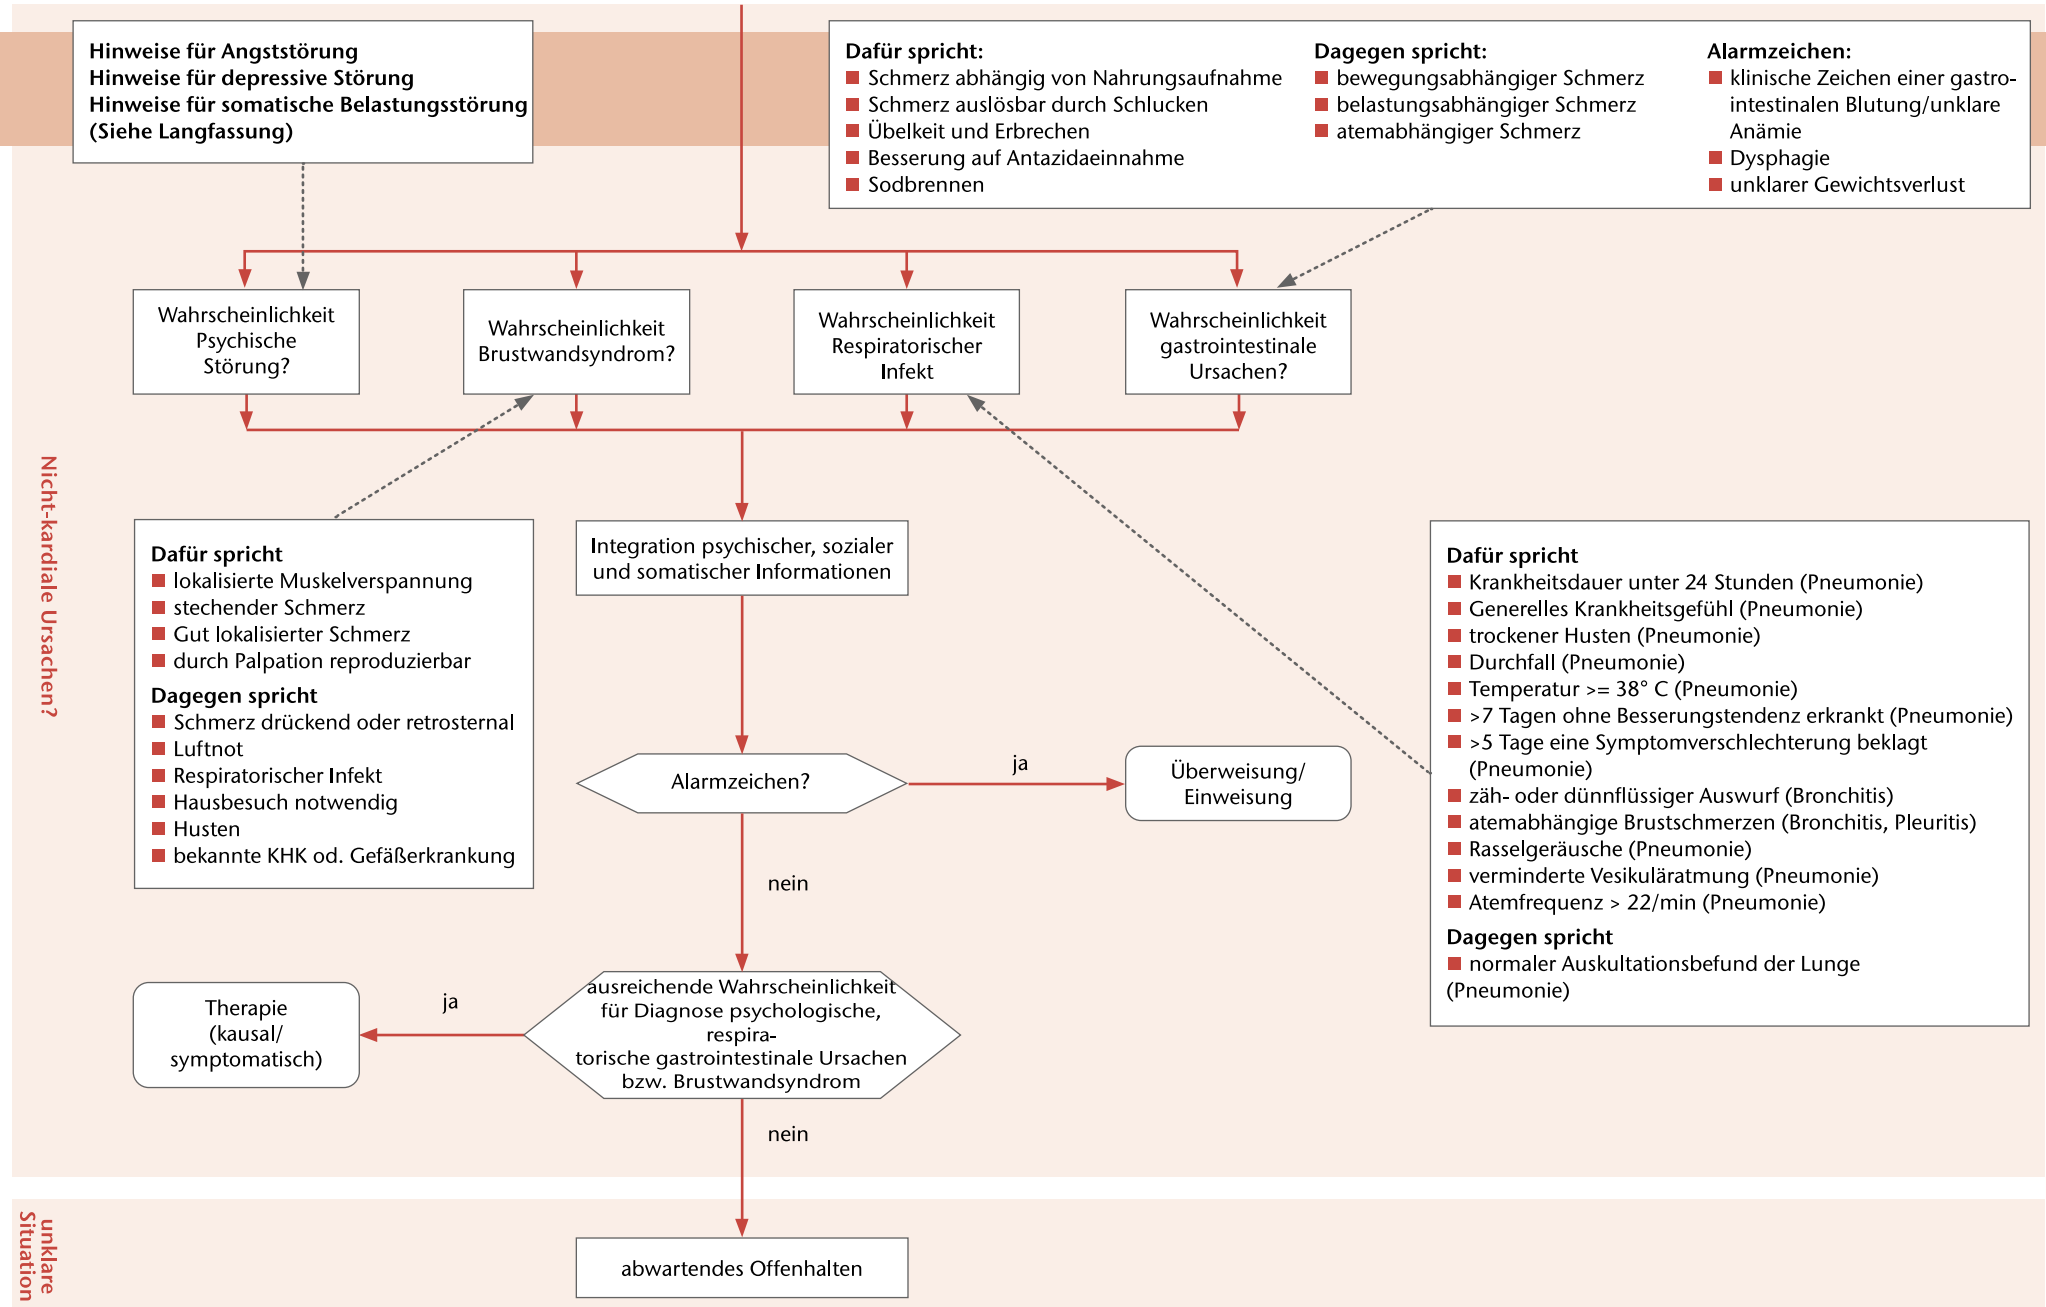 Hinweise für Angststörung
Hinweise für depressive Störung
Hinweise für somatische Belastungsstörung
(Siehe Langfassung)
Dafür spricht:
Schmerz abhängig von Nahrungsaufnahme
Schmerz auslösbar durch Schlucken
Übelkeit und Erbrechen
Besserung auf Antazidaeinnahme
Sodbrennen
Dagegen spricht:
bewegungsabhängiger Schmerz
belastungsabhängiger Schmerz
atemabhängiger Schmerz
Alarmzeichen:
klinische Zeichen einer gastro-
intestinalen Blutung/unklare
Anämie
Dysphagie
unklarer Gewichtsverlust
Wahrscheinlichkeit
Psychische
Störung?
Wahrscheinlichkeit
Brustwandsyndrom?
Wahrscheinlichkeit
Respiratorischer
Infekt
Wahrscheinlichkeit
gastrointestinale
Ursachen?
Nicht-kardiale Ursachen?
Dafür spricht
lokalisierte Muskelverspannung
stechender Schmerz
Gut lokalisierter Schmerz
durch Palpation reproduzierbar
Dagegen spricht
Schmerz drückend oder retrosternal
Luftnot
Respiratorischer Infekt
Hausbesuch notwendig
Husten
bekannte KHK od. Gefäßerkrankung
Integration psychischer, sozialer
und somatischer Informationen
Dafür spricht
Krankheitsdauer unter 24 Stunden (Pneumonie)
Generelles Krankheitsgefühl (Pneumonie)
trockener Husten (Pneumonie)
Durchfall (Pneumonie)
Temperatur >= 38° C (Pneumonie)
>7 Tagen ohne Besserungstendenz erkrankt (Pneumonie)
>5 Tage eine Symptomverschlechterung beklagt
(Pneumonie)
zäh- oder dünnflüssiger Auswurf (Bronchitis)
atemabhängige Brustschmerzen (Bronchitis, Pleuritis)
Rasselgeräusche (Pneumonie)
verminderte Vesikuläratmung (Pneumonie)
Atemfrequenz > 22/min (Pneumonie)
Dagegen spricht
normaler Auskultationsbefund der Lunge
(Pneumonie)
Alarmzeichen?
ja
Überweisung/
Einweisung
nein
ausreichende Wahrscheinlichkeit
für Diagnose psychologische,
respira-
torische gastrointestinale Ursachen
bzw. Brustwandsyndrom
ja
Therapie
(kausal/
symptomatisch)
nein
unklare
Situation
abwartendes Offenhalten